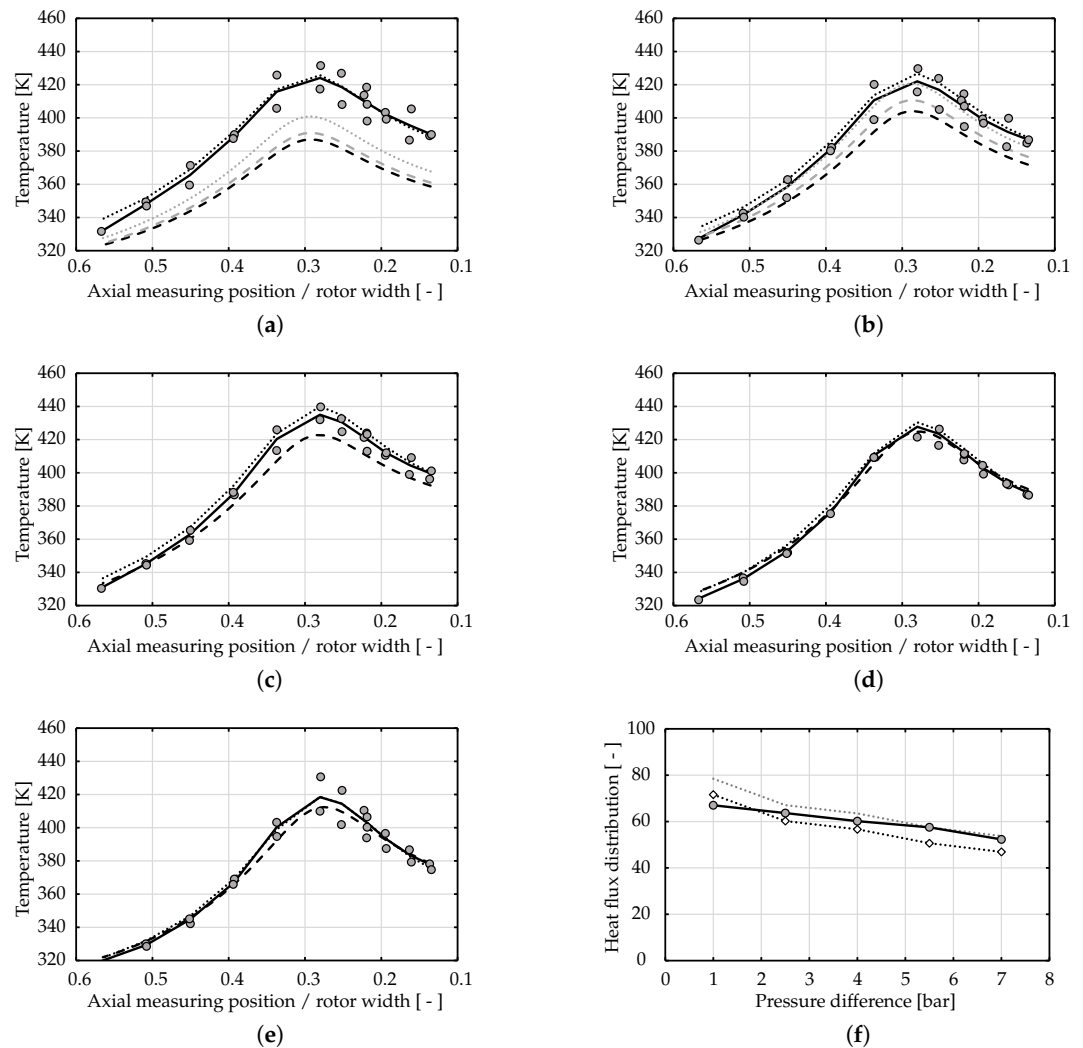 460
440
420
400
380
360
340
320
Temperature [K]
0.6 0.5 0.4 0.3 0.2 0.1
Axial measuring position / rotor width [ - ]
(a)
460
440
420
400
380
360
340
320
Temperature [K]
0.6 0.5 0.4 0.3 0.2 0.1
Axial measuring position / rotor width [ - ]
(b)
460
440
420
400
380
360
340
320
Temperature [K]
0.6 0.5 0.4 0.3 0.2 0.1
Axial measuring position / rotor width [ - ]
(c)
460
440
420
400
380
360
340
320
Temperature [K]
0.6 0.5 0.4 0.3 0.2 0.1
Axial measuring position / rotor width [ - ]
(d)
460
440
420
400
380
360
340
320
Temperature [K]
0.6 0.5 0.4 0.3 0.2 0.1
Axial measuring position / rotor width [ - ]
(e)
100
80
60
40
20
0
Heat flux distribution [ - ]
0 1 2 3 4 5 6 7 8
Pressure difference [bar]
(f)